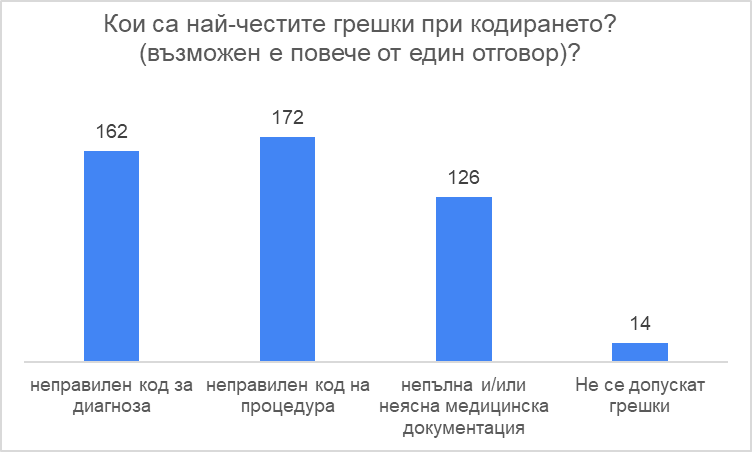 Кои са най-честите грешки при кодирането?
(възможен е повече от един отговор)?
162
172
126
14
неправилен код за
диагноза
неправилен код на
процедура
непълна и/или
неясна медицинска
документация
Не се допускат
грешки